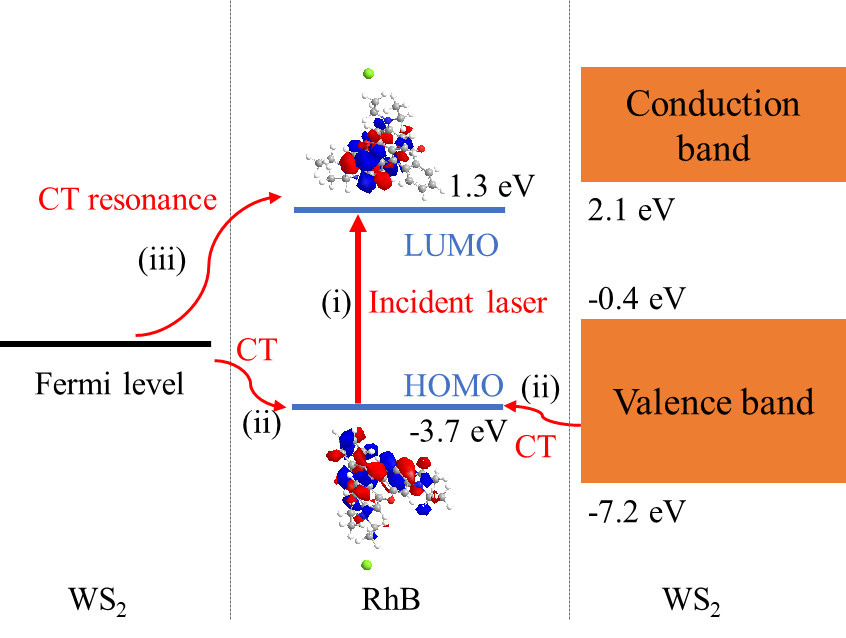 Conduction
band
1.3 eV
CT resonance
2.1 eV
LUMO
(iii)
(i)
Incident laser
-0.4 eV
CT
Fermi level
HOMO
(ii)
Valence band
(ii)
-3.7 eV
CT
-7.2 eV
WS₂
RhB
WS₂